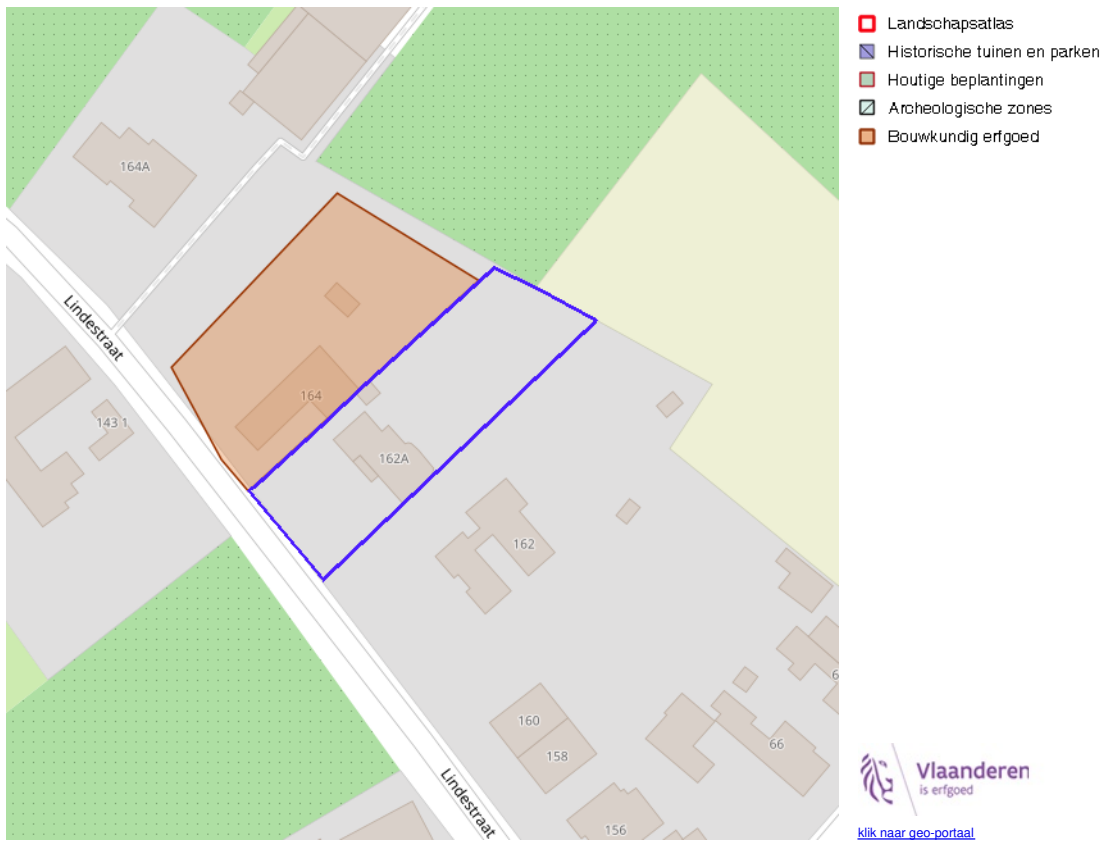 Landschapsatlas
Historische tuinen en parken
Houtige beplantingen
Archeologische zones
Bouwkundig erfgoed
164A
Lindestraat
164
143 1
162A
162
160
158
66
156
Lindestraat
Vlaanderen
is erfgoed
klik naar geo-portaal